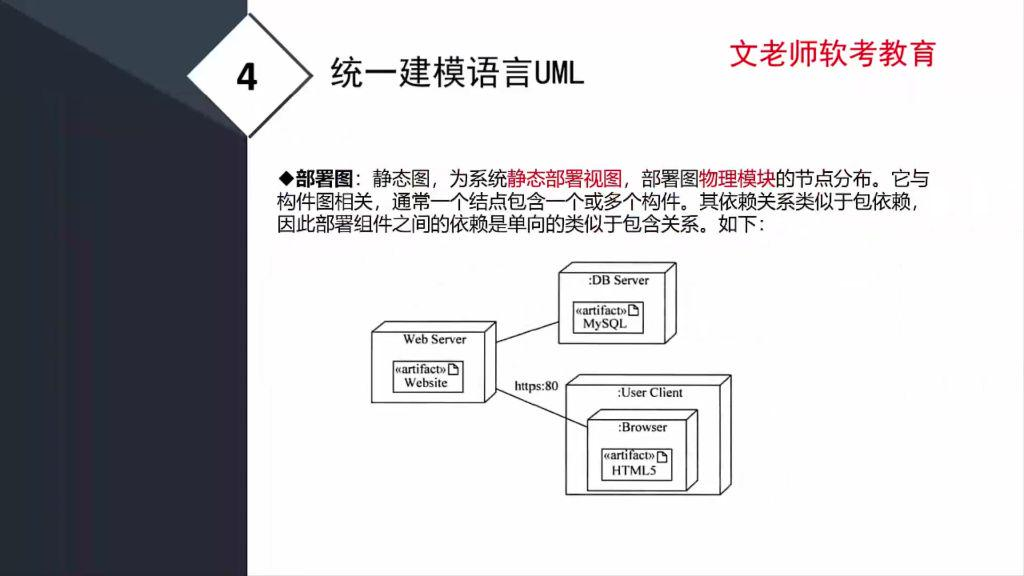 4
统一建模语言UML
文老师软考教育
◆部署图：静态图，为系统静态部署视图，部署图物理模块的节点分布。它与
构件图相关，通常一个结点包含一个或多个构件。其依赖关系类似于包依赖，
因此部署组件之间的依赖是单向的类似于包含关系。如下：
:DB Server
«artifact»
MySQL
Web Server
«artifact»
Website
https:80
:User Client
:Browser
«artifact»
HTML5